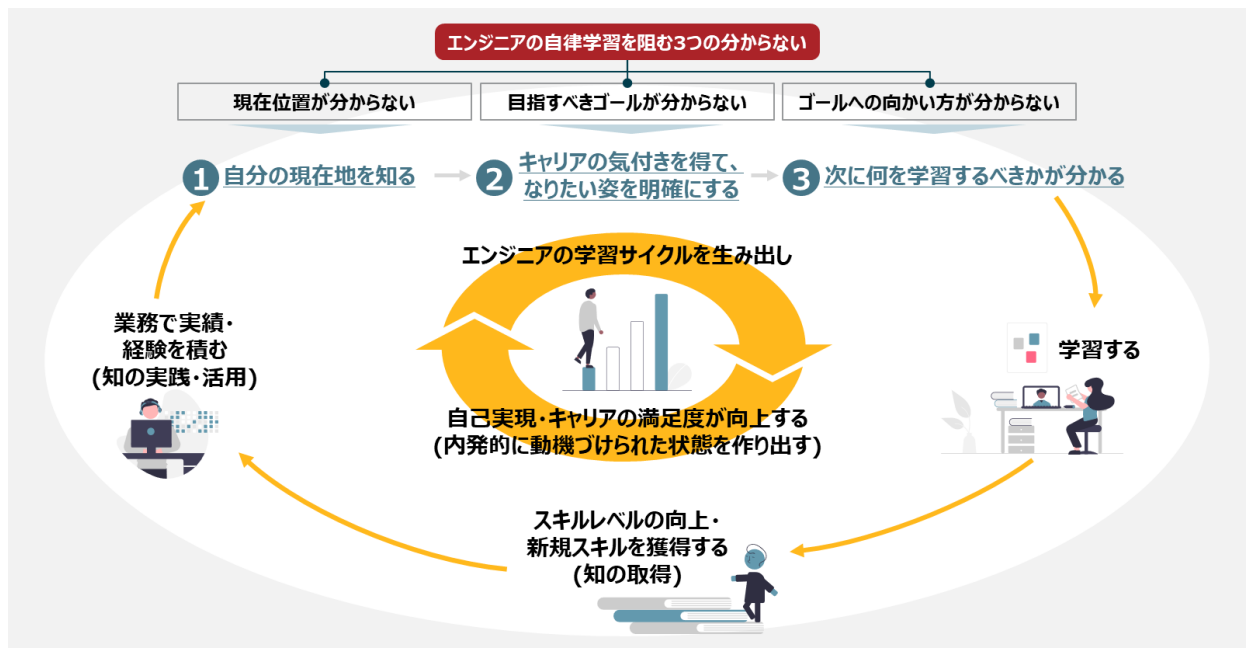 エンジニアの自律学習を阻む3つの分からない
現在位置が分からない
目指すべきゴールが分からない
ゴールへの向かい方が分からない
1 自分の現在地を知る
2 キャリアの気付きを得て、
なりたい姿を明確にする
3 次に何を学習するべきかが分かる
エンジニアの学習サイクルを生み出し
自己実現・キャリアの満足度が向上する
(内発的に動機づけられた状態を作り出す)
学習する
スキルレベルの向上・
新規スキルを獲得する
(知の取得)
業務で実績・
経験を積む
(知の実践・活用)